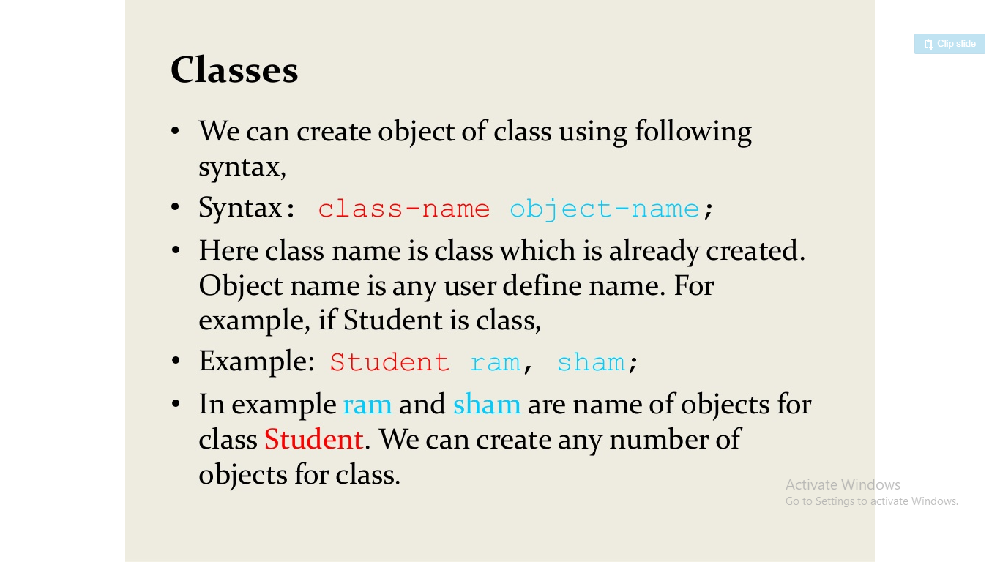 Clip slide
Classes
• We can create object of class using following
syntax,
• Syntax: class-name object-name;
• Here class name is class which is already created.
Object name is any user define name. For
example, if Student is class,
• Example: Student ram, sham;
• In example ram and sham are name of objects for
class Student. We can create any number of
objects for class.
Activate Windows
Go to Settings to activate Windows.